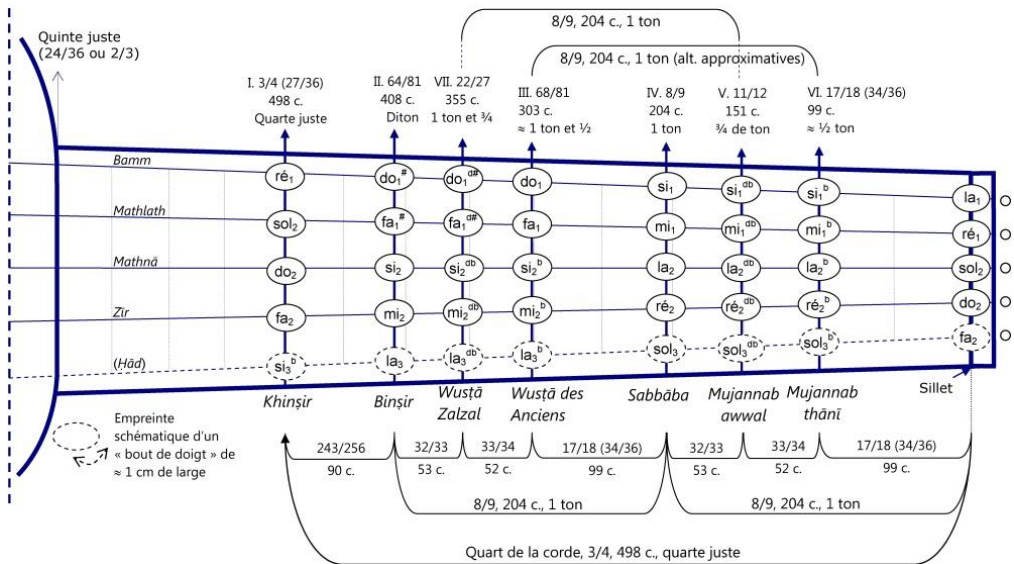 8/9, 204 c., 1 ton
Quinte juste
(24/36 ou 2/3)
8/9, 204 c., 1 ton (alt. approximatives)
I. 3/4 (27/36)
498 c.
Quarte juste
II. 64/81
408 c.
Diton
VII. 22/27
355 c.
1 ton et ¾
III. 68/81
303 c.
≈ 1 ton et ½
IV. 8/9
204 c.
1 ton
V. 11/12
151 c.
¾ de ton
VI. 17/18 (34/36)
99 c.
≈ ½ ton
Bamm
ré₁ do₁# do₁d# do₁ si₁ si₁db si₁b la₁
Mathlath
sol₂ fa₁# fa₁d# fa₁ mi₁ mi₁db mi₁b ré₁
Mathnā
do₂ si₂ si₂db si₂b la₂ la₂db la₂b sol₂
Zīr
fa₂ mi₂ mi₂db mi₂b ré₂ ré₂db ré₂b do₂
(Ḥād)
si₃b la₃ la₃db la₃b sol₃ sol₃db sol₃b fa₂
Khinṣir
Binṣir
Wusṭā
Zalzal
Wusṭā des
Anciens
Sabbāba
Mujannab
awwal
Mujannab
thānī
Sillet
Empreinte
schématique d'un
« bout de doigt » de
≈ 1 cm de large
243/256 32/33 33/34 17/18 (34/36) 32/33 33/34 17/18 (34/36)
90 c. 53 c. 52 c. 99 c. 53 c. 52 c. 99 c.
8/9, 204 c., 1 ton 8/9, 204 c., 1 ton
Quart de la corde, 3/4, 498 c., quarte juste